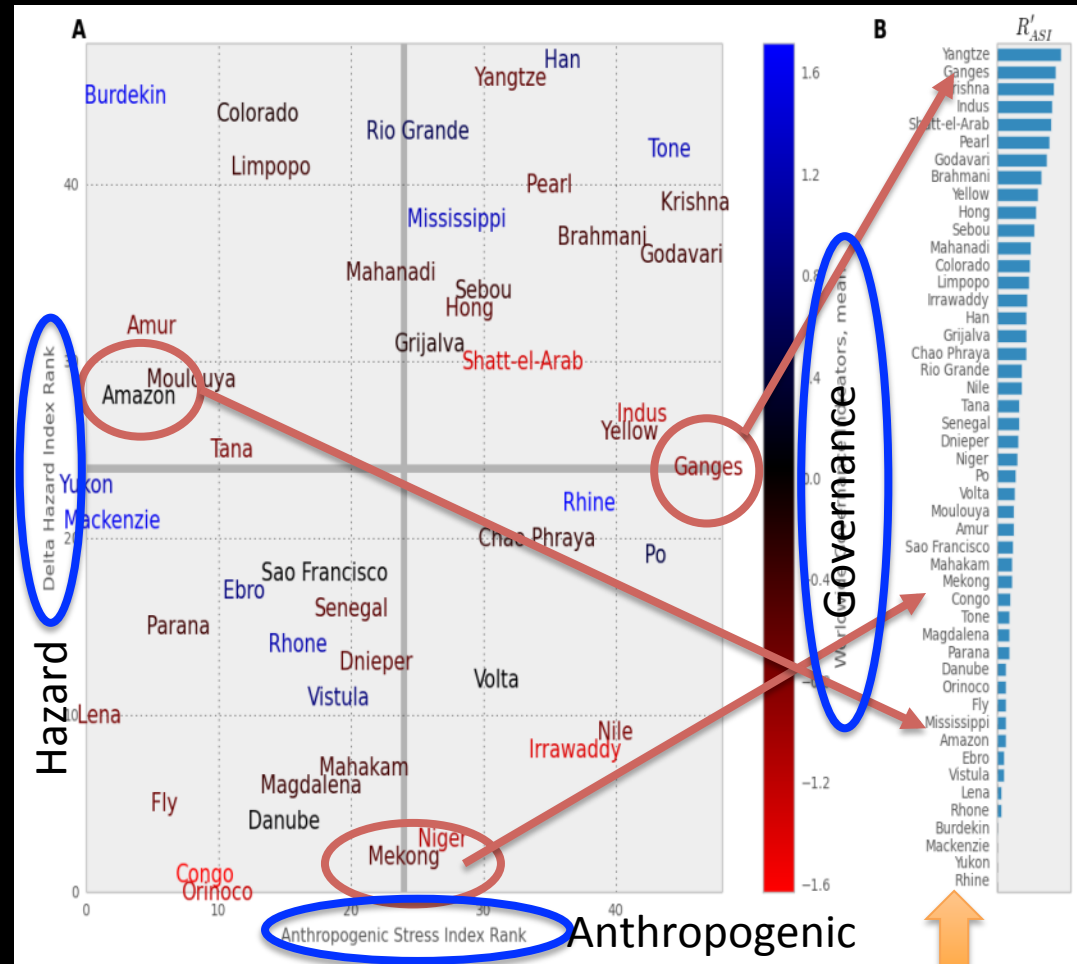 A
B
R′ASI
Han
Yangtze
Burdekin
Colorado
Rio Grande
Tone
Limpopo
Pearl
Krishna
Mississippi
Brahmani
Godavari
Mahanadi
Sebou
Hong
Amur
Grijalva
Shatt-el-Arab
Moulouya
Amazon
Indus
Yellow
Tana
Ganges
Yukon
Rhine
Mackenzie
Chao Phraya
Po
Sao Francisco
Ebro
Senegal
Parana
Rhone
Dnieper
Volta
Vistula
Lena
Nile
Irrawaddy
Mahakam
Magdalena
Fly
Danube
Niger
Mekong
Congo
Orinoco
40
20
10
0
0
10
20
30
40
Delta Hazard Index Rank
Hazard
Anthropogenic Stress Index Rank
Anthropogenic
1.6
1.2
0.8
0.0
−1.2
−1.6
Governance
Yangtze
Ganges
Indus
Shatt-el-Arab
Pearl
Godavari
Brahmani
Yellow
Hong
Sebou
Mahanadi
Colorado
Limpopo
Irrawaddy
Han
Grijalva
Chao Phraya
Rio Grande
Nile
Tana
Senegal
Dnieper
Niger
Po
Volta
Moulouya
Amur
Sao Francisco
Mahakam
Mekong
Congo
Tone
Magdalena
Parana
Danube
Orinoco
Fly
Mississippi
Amazon
Ebro
Vistula
Lena
Rhone
Burdekin
Mackenzie
Yukon
Rhine